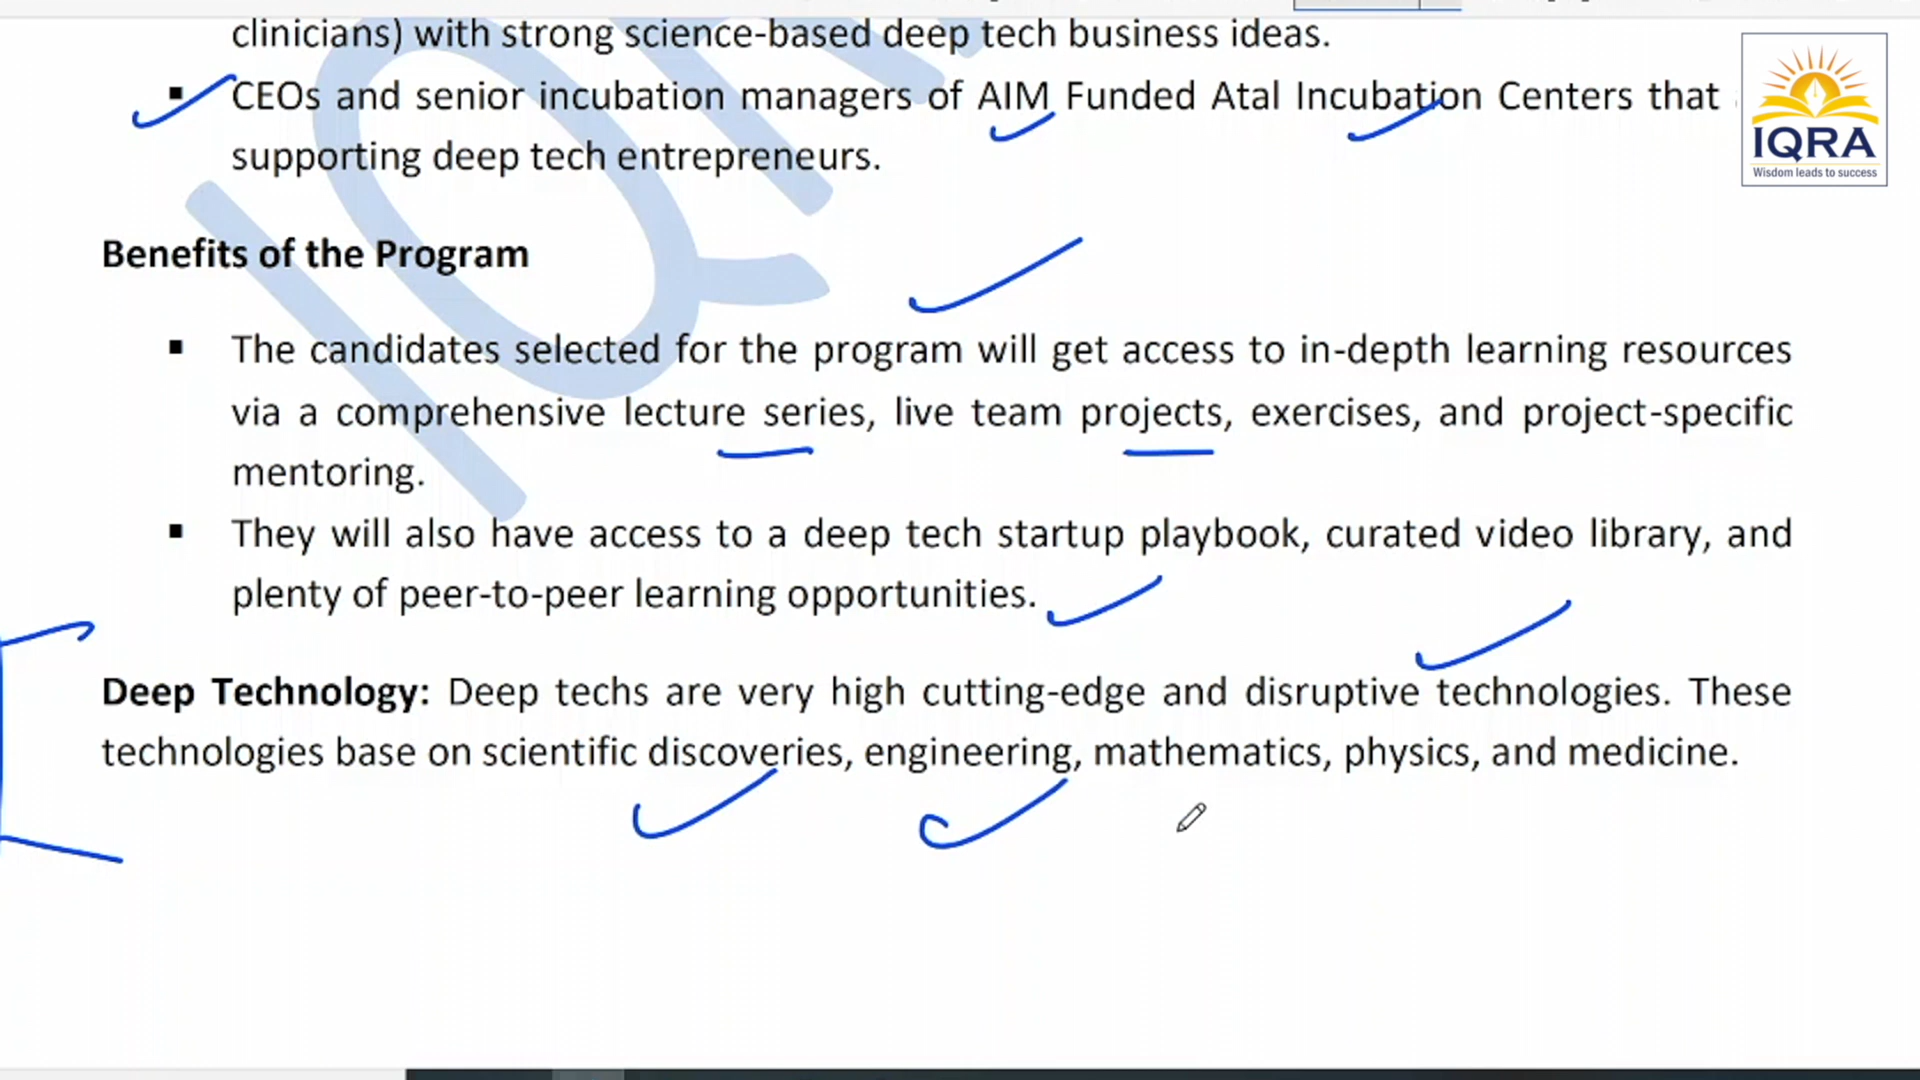 clinicians) with strong science-based deep tech business ideas.
▪ CEOs and senior incubation managers of AIM Funded Atal Incubation Centers that
supporting deep tech entrepreneurs.
IQRA
Wisdom leads to success
Benefits of the Program
▪ The candidates selected for the program will get access to in-depth learning resources
via a comprehensive lecture series, live team projects, exercises, and project-specific
mentoring.
▪ They will also have access to a deep tech startup playbook, curated video library, and
plenty of peer-to-peer learning opportunities.
Deep Technology: Deep techs are very high cutting-edge and disruptive technologies. These
technologies base on scientific discoveries, engineering, mathematics, physics, and medicine.